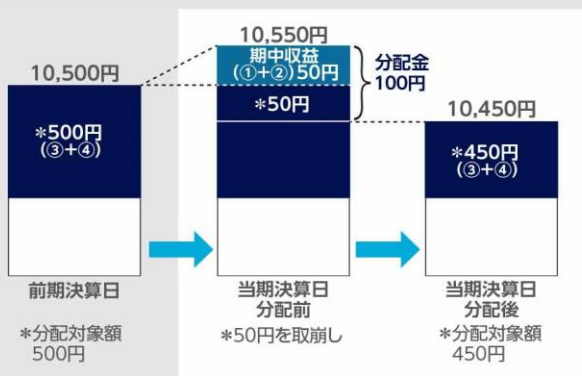 10,500円
*500円
(③+④)
前期決算日
*分配対象額
500円
10,550円
期中収益
(①+②)50円
*50円
分配金
100円
当期決算日
分配前
*50円を取崩し
10,450円
*450円
(③+④)
当期決算日
分配後
*分配対象額
450円